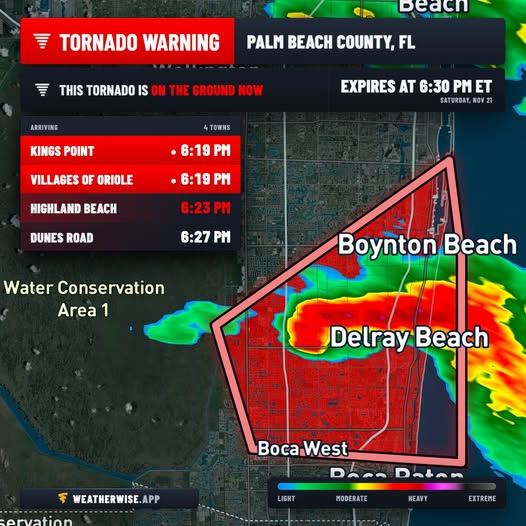 Beach
TORNADO WARNING
PALM BEACH COUNTY, FL
THIS TORNADO IS ON THE GROUND NOW
EXPIRES AT 6:30 PM ET
SATURDAY, NOV 21
ARRIVING 4 TOWNS
KINGS POINT • 6:19 PM
VILLAGES OF ORIOLE • 6:19 PM
HIGHLAND BEACH 6:23 PM
DUNES ROAD 6:27 PM
Boynton Beach
Water Conservation
Area 1
Delray Beach
Boca West
Boca Raton
WEATHERWISE.APP
LIGHT MODERATE HEAVY EXTREME
servation